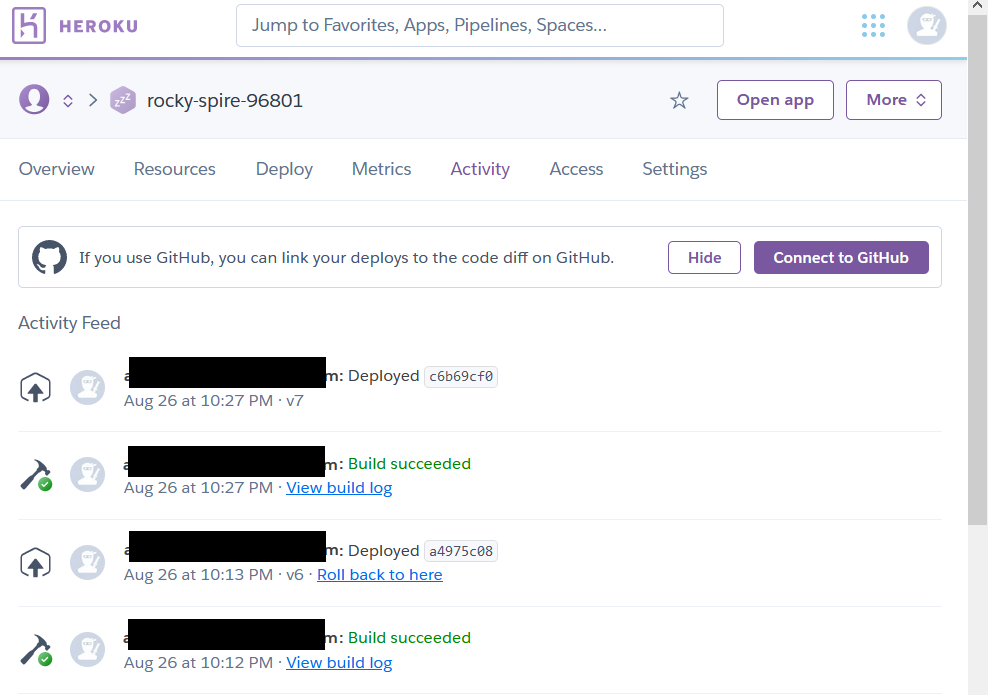 HEROKU
Jump to Favorites, Apps, Pipelines, Spaces...
rocky-spire-96801
Open app
More
Overview Resources Deploy Metrics Activity Access Settings
If you use GitHub, you can link your deploys to the code diff on GitHub.
Hide
Connect to GitHub
Activity Feed
m: Deployed c6b69cf0
Aug 26 at 10:27 PM · v7
m: Build succeeded
Aug 26 at 10:27 PM · View build log
m: Deployed a4975c08
Aug 26 at 10:13 PM · v6 · Roll back to here
m: Build succeeded
Aug 26 at 10:12 PM · View build log